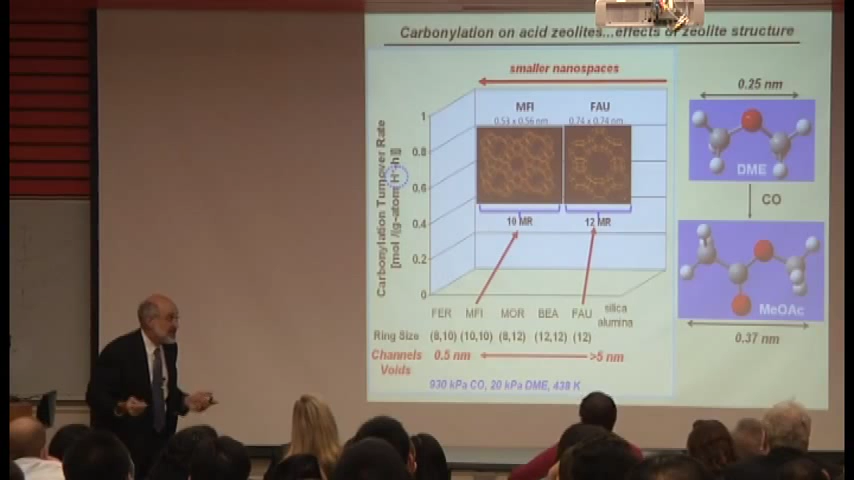 Carbonylation on acid zeolites...effects of zeolite structure
smaller nanospaces
MFI FAU
0.53 x 0.56 nm 0.74 x 0.74 nm
10 MR 12 MR
Carbonylation Turnover Rate
1
0.8
0.6
0.4
0.2
0
FER MFI MOR BEA FAU silica alumina
Ring Size (8,10) (10,10) (8,12) (12,12) (12)
Channels 0.5 nm >5 nm
Voids
930 kPa CO, 20 kPa DME, 438 K
0.25 nm
DME
CO
MeOAc
0.37 nm